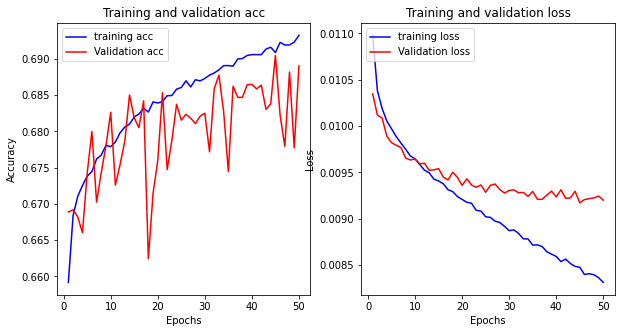 Training and validation acc
training acc
Validation acc
0.690
0.685
0.680
0.675
0.670
0.665
0.660
Accuracy
0
10
20
30
40
50
Epochs
Training and validation loss
training loss
Validation loss
0.0110
0.0105
0.0100
0.0095
0.0090
0.0085
Loss
0
10
20
30
40
50
Epochs